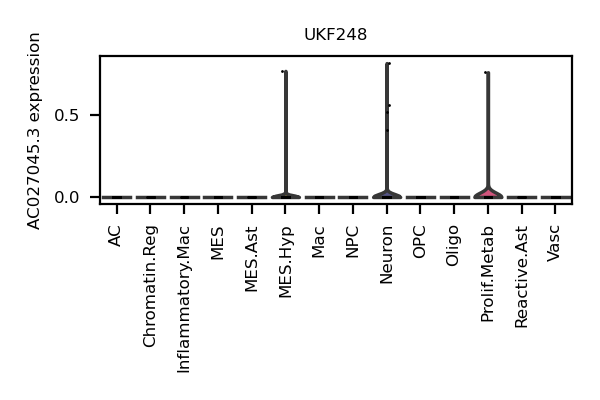 UKF248
AC027045.3 expression
0.5
0.0
AC
Chromatin.Reg
Inflammatory.Mac
MES
MES.Ast
MES.Hyp
Mac
NPC
Neuron
OPC
Oligo
Prolif.Metab
Reactive.Ast
Vasc